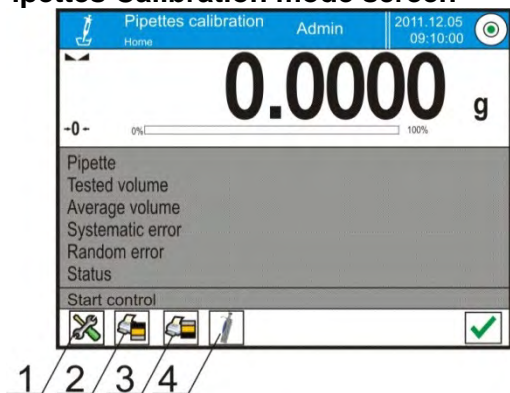 Pipettes Calibration mode screen
Pipettes calibration
Home
Admin
2011.12.05
09:10:00
0.0000 g
-0-
0%
100%
Pipette
Tested volume
Average volume
Systematic error
Random error
Status
Start control
1 2 3 4